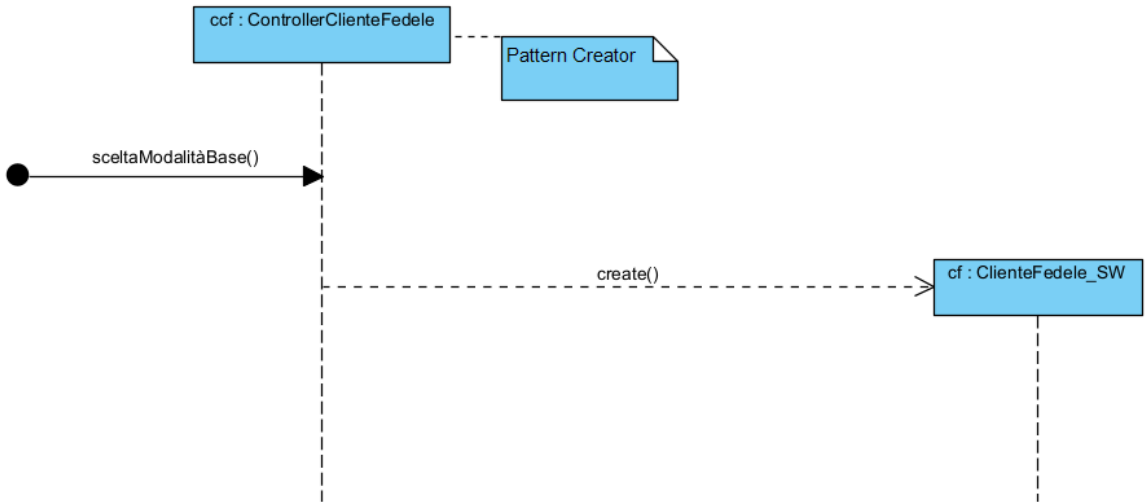 ccf : ControllerClienteFedele
Pattern Creator
sceltaModalitàBase()
create()
cf : ClienteFedele_SW